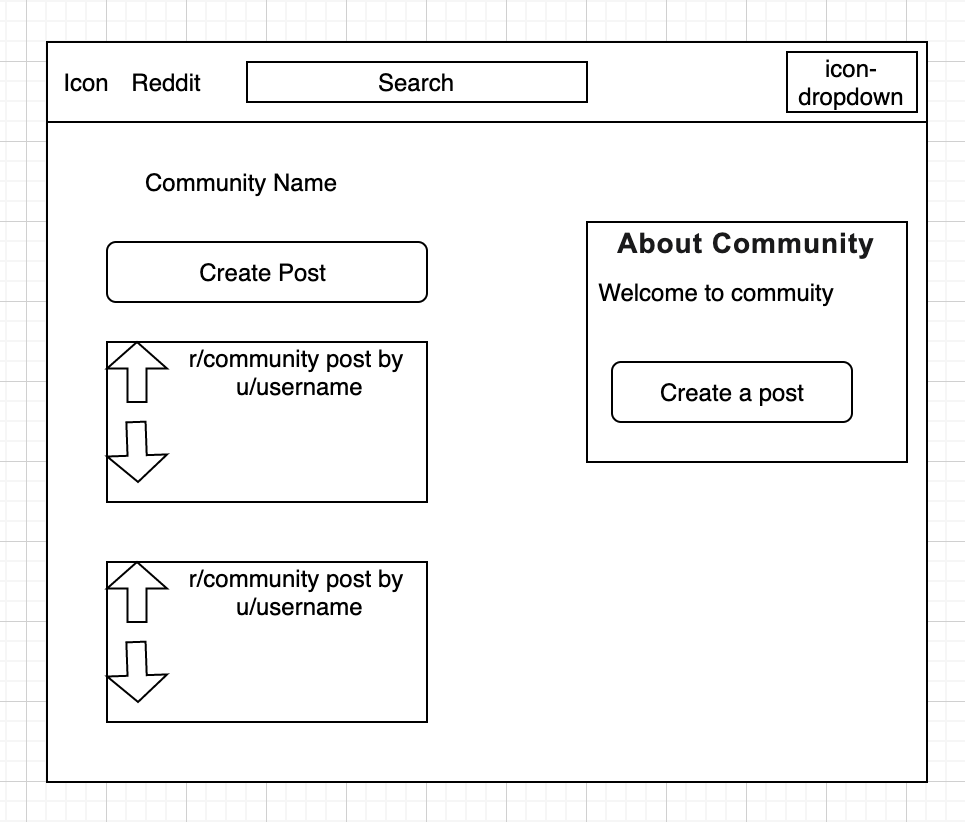 Icon Reddit Search icon-
dropdown
Community Name
Create Post
r/community post by
u/username
r/community post by
u/username
About Community
Welcome to commuity
Create a post